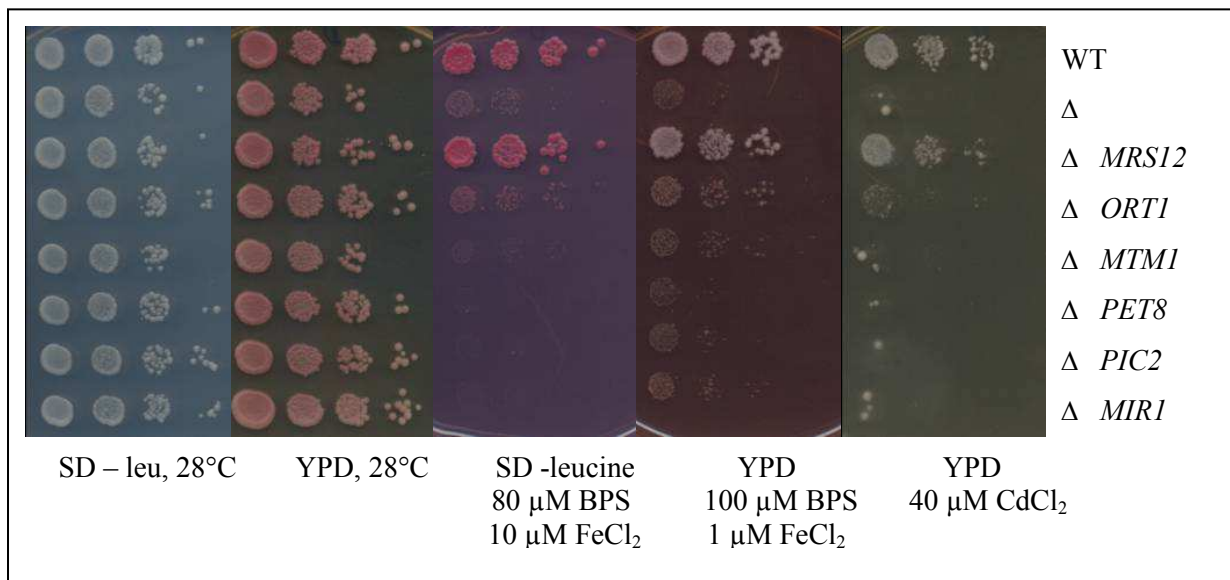 WT
Δ
Δ MRS12
Δ ORT1
Δ MTM1
Δ PET8
Δ PIC2
Δ MIR1
SD – leu, 28°C
YPD, 28°C
SD -leucine
80 µM BPS
10 µM FeCl₂
YPD
100 µM BPS
1 µM FeCl₂
YPD
40 µM CdCl₂